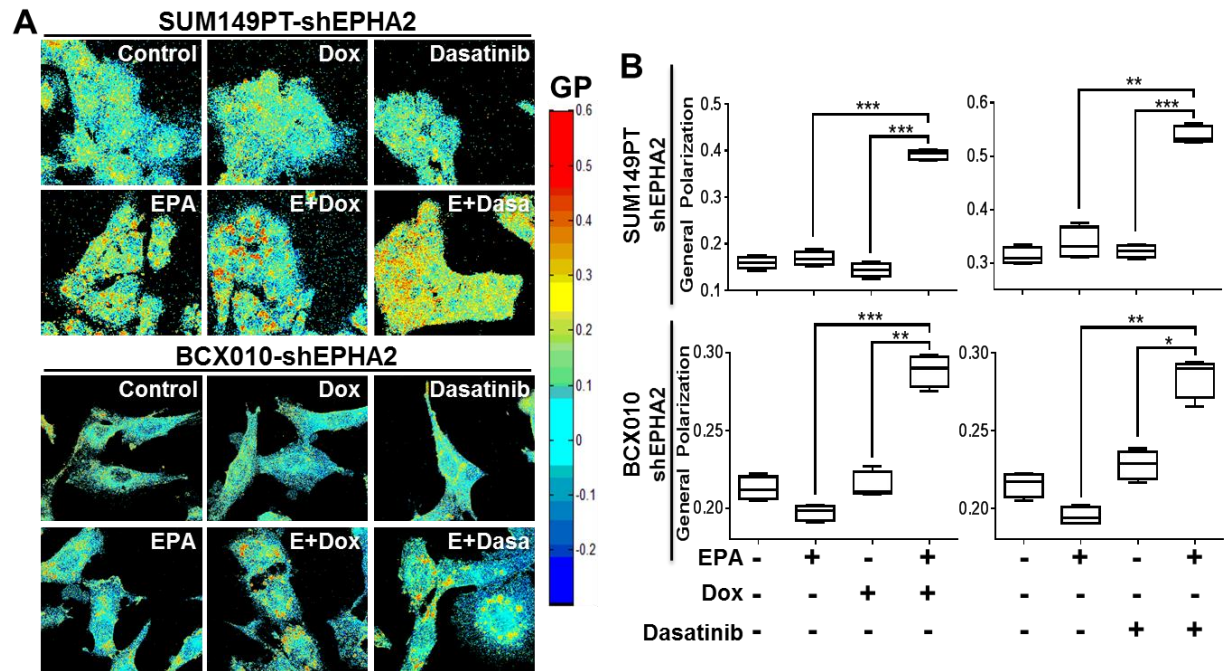 A
SUM149PT-shEPHA2
Control
Dox
Dasatinib
EPA
E+Dox
E+Dasa
BCX010-shEPHA2
Control
Dox
Dasatinib
EPA
E+Dox
E+Dasa
GP
0.6
0.5
0.4
0.3
0.2
0.1
0
-0.1
-0.2
B
SUM149PT
shEPHA2
General Polarization
0.5
0.4
0.3
0.2
0.1
***
***
0.6
0.5
0.4
0.3
**
***
BCX010
shEPHA2
General Polarization
0.30
0.25
0.20
***
**
0.30
0.25
0.20
**
*
EPA - + - + - + - +
Dox - - + + - - - -
Dasatinib - - - - - - + +